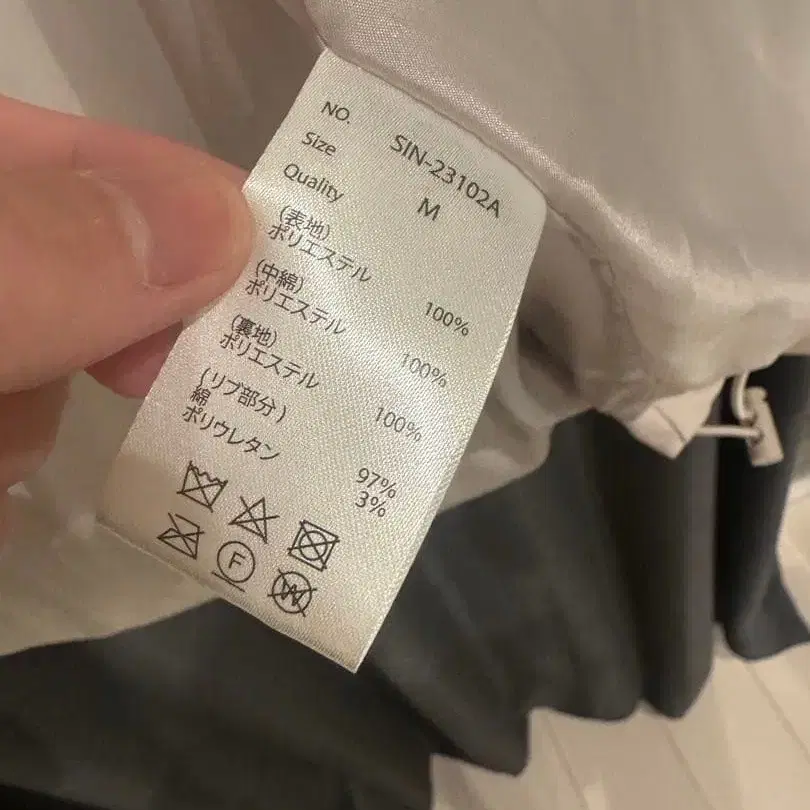 NO. SIN-23102A
Size M
Quality
(表地)
ポリエステル 100%
(中綿)
ポリエステル 100%
(裏地)
ポリエステル 100%
(リブ部分)
綿 97%
ポリウレタン 3%
F
W